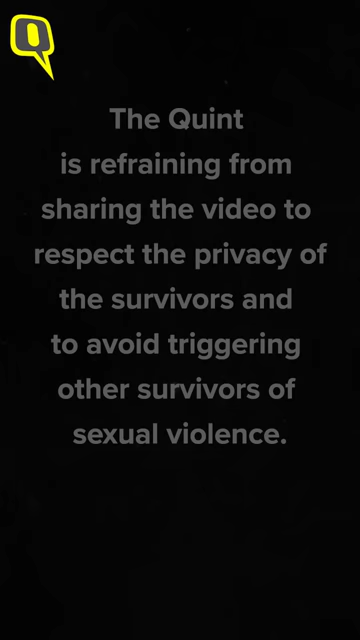 Q
The Quint
is refraining from
sharing the video to
respect the privacy of
the survivors and
to avoid triggering
other survivors of
sexual violence.